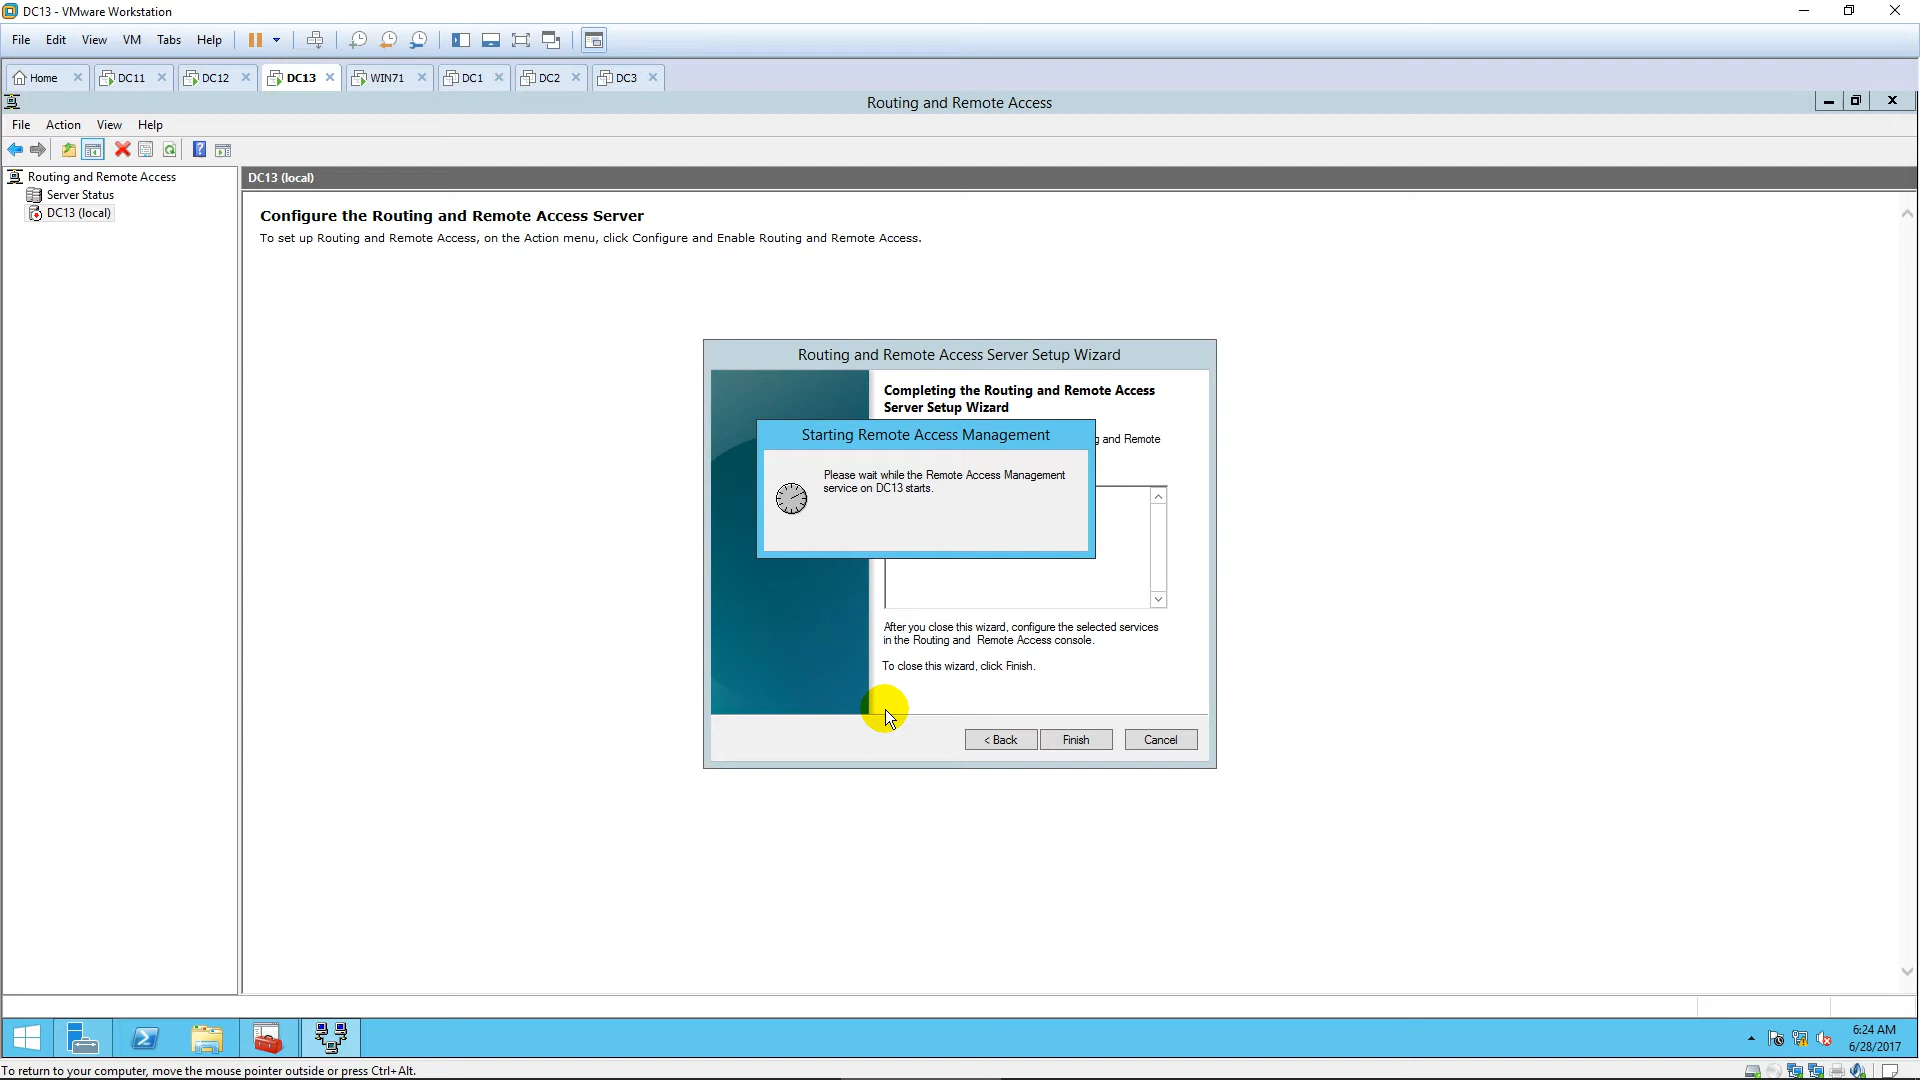 DC13 - VMware Workstation
File Edit View VM Tabs Help
Home DC11 DC12 DC13 WIN71 DC1 DC2 DC3
Routing and Remote Access
File Action View Help
Routing and Remote Access
Server Status
DC13 (local)
DC13 (local)
Configure the Routing and Remote Access Server
To set up Routing and Remote Access, on the Action menu, click Configure and Enable Routing and Remote Access.
Routing and Remote Access Server Setup Wizard
Completing the Routing and Remote Access
Server Setup Wizard
and Remote
Starting Remote Access Management
Please wait while the Remote Access Management
service on DC13 starts.
After you close this wizard, configure the selected services
in the Routing and Remote Access console.
To close this wizard, click Finish.
< Back Finish Cancel
6:24 AM
6/28/2017
To return to your computer, move the mouse pointer outside or press Ctrl+Alt.